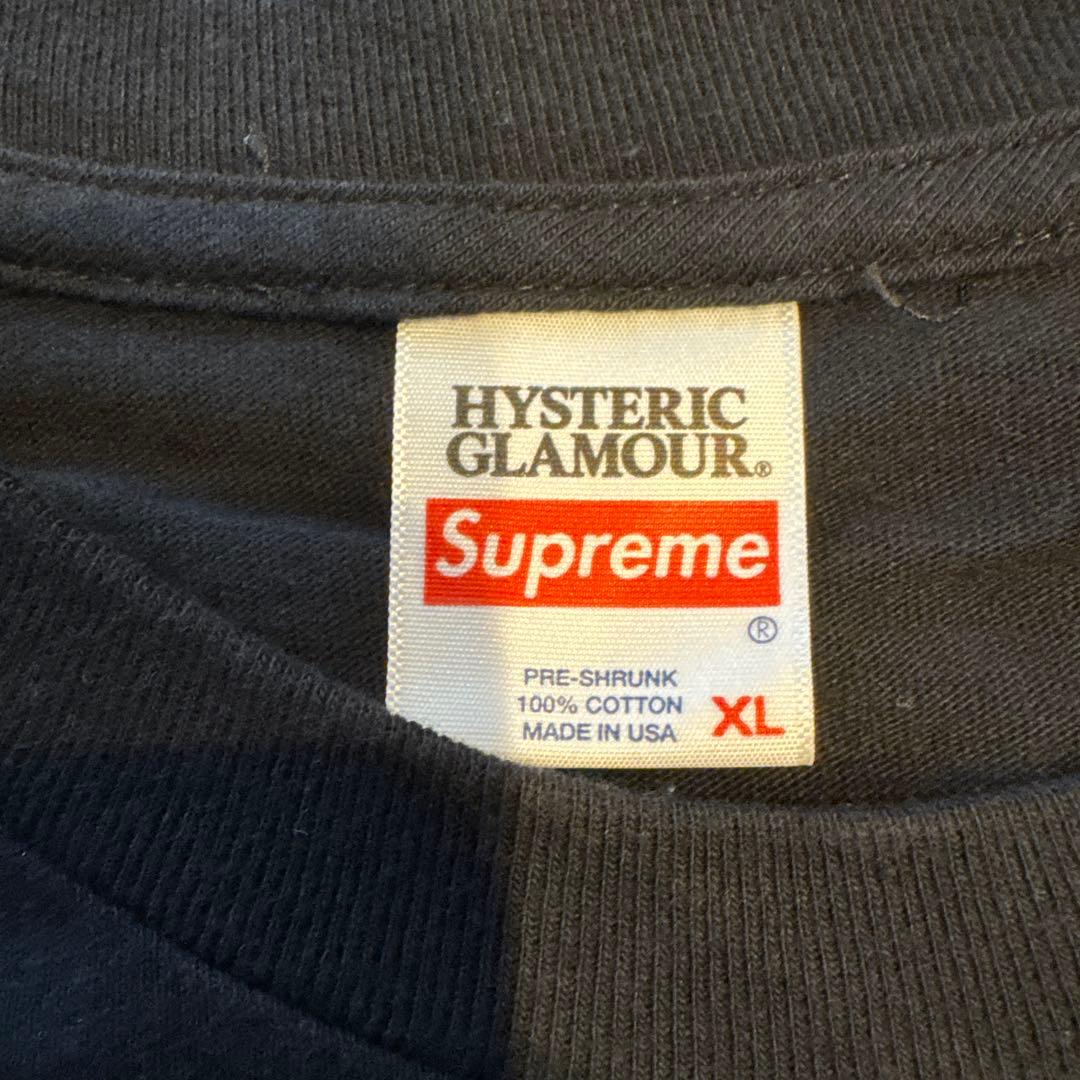 HYSTERIC
GLAMOUR®
Supreme
®
PRE-SHRUNK
100% COTTON
MADE IN USA
XL